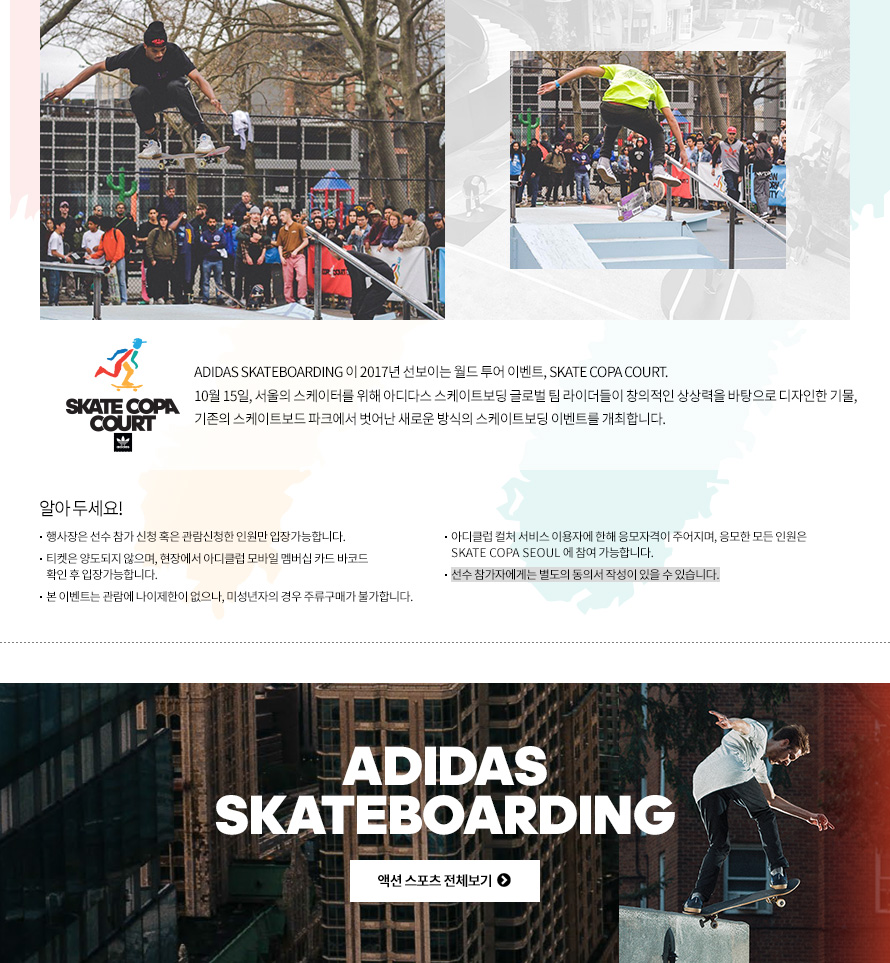 SKATE COPA
COURT
adidas
ADIDAS SKATEBOARDING 이 2017년 선보이는 월드 투어 이벤트, SKATE COPA COURT.
10월 15일, 서울의 스케이터를 위해 아디다스 스케이트보딩 글로벌 팀 라이더들이 창의적인 상상력을 바탕으로 디자인한 기물,
기존의 스케이트보드 파크에서 벗어난 새로운 방식의 스케이트보딩 이벤트를 개최합니다.
알아 두세요!
· 행사장은 선수 참가 신청 혹은 관람신청한 인원만 입장가능합니다.
· 티켓은 양도되지 않으며, 현장에서 아디클럽 모바일 멤버십 카드 바코드
확인 후 입장가능합니다.
· 본 이벤트는 관람에 나이제한이 없으나, 미성년자의 경우 주류구매가 불가합니다.
· 아디클럽 컬처 서비스 이용자에 한해 응모자격이 주어지며, 응모한 모든 인원은
SKATE COPA SEOUL 에 참여 가능합니다.
· 선수 참가자에게는 별도의 동의서 작성이 있을 수 있습니다.
ADIDAS
SKATEBOARDING
액션 스포츠 전체보기